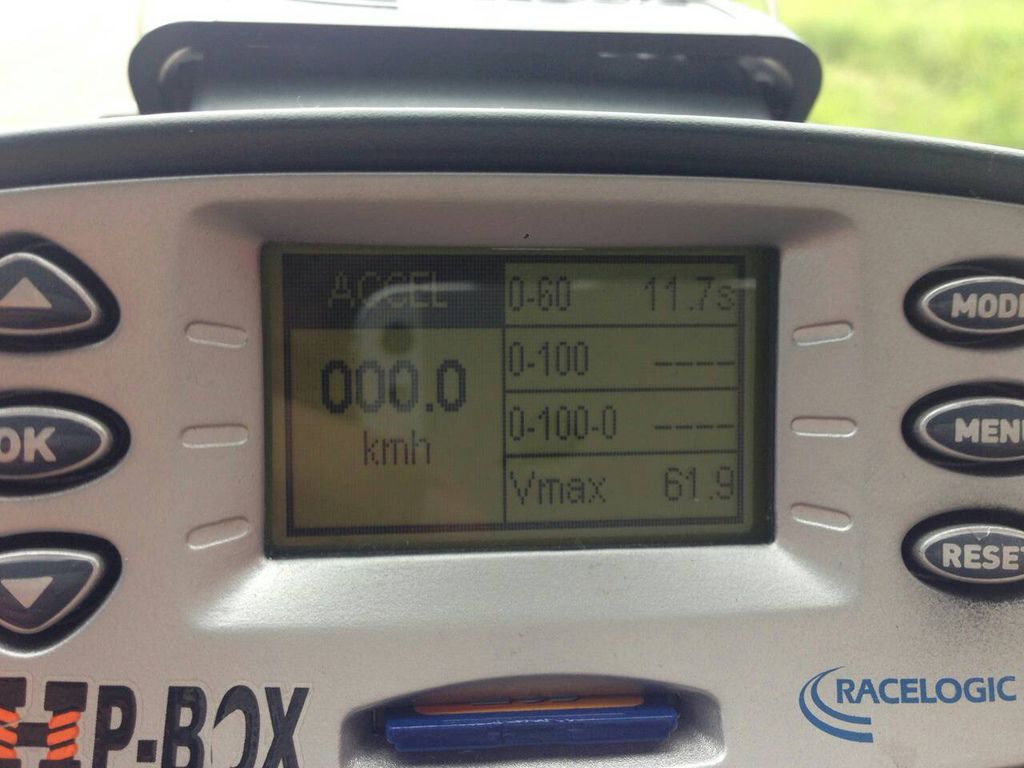 ACCEL
000.0
kmh
0-60 11.7s
0-100 ----
0-100-0 ----
Vmax 61.9
OK
MODE
MENU
RESET
P-BOX
RACELOGIC